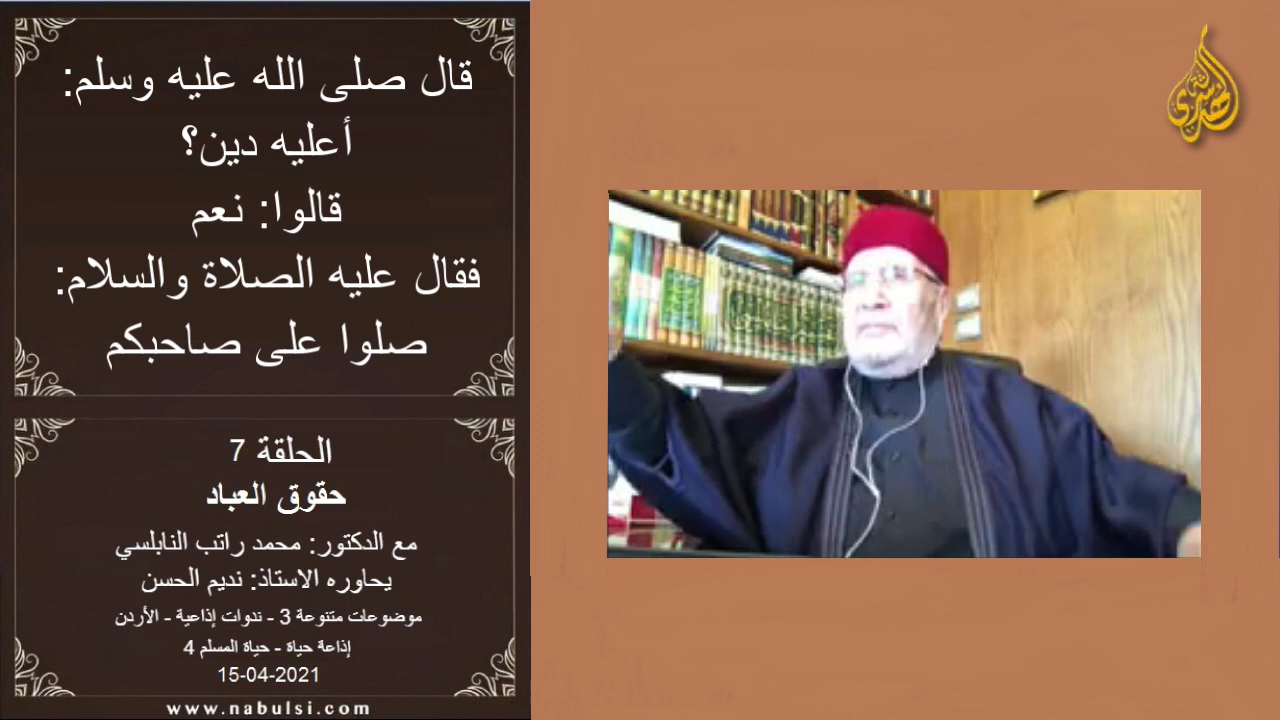 قال صلى الله عليه وسلم:
أعليه دين؟
قالوا: نعم
فقال عليه الصلاة والسلام:
صلوا على صاحبكم
الحلقة 7
حقوق العباد
مع الدكتور: محمد راتب النابلسي
يحاوره الاستاذ: نديم الحسن
موضوعات متنوعة 3 - ندوات إذاعية - الأردن
إذاعة حياة - حياة المسلم 4
15-04-2021
www.nabulsi.com